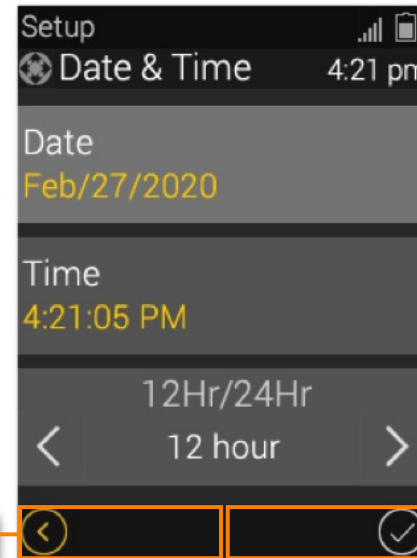 Setup
Date & Time 4:21 pm
Date
Feb/27/2020
Time
4:21:05 PM
12Hr/24Hr
12 hour